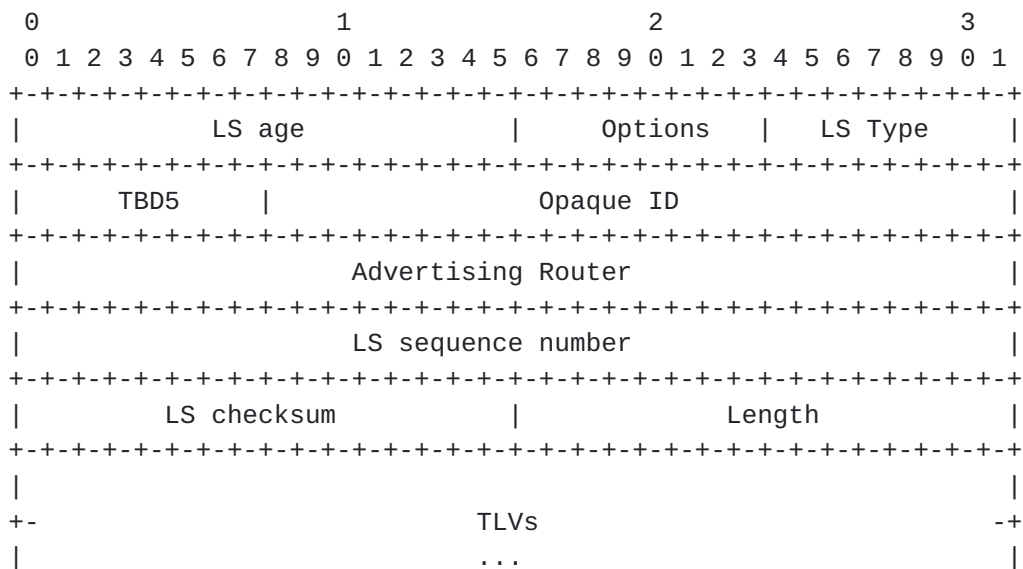 0                   1                   2                   3
 0 1 2 3 4 5 6 7 8 9 0 1 2 3 4 5 6 7 8 9 0 1 2 3 4 5 6 7 8 9 0 1
+-+-+-+-+-+-+-+-+-+-+-+-+-+-+-+-+-+-+-+-+-+-+-+-+-+-+-+-+-+-+-+-+
|            LS age             |     Options   |   LS Type     |
+-+-+-+-+-+-+-+-+-+-+-+-+-+-+-+-+-+-+-+-+-+-+-+-+-+-+-+-+-+-+-+-+
|      TBD5     |                 Opaque ID                     |
+-+-+-+-+-+-+-+-+-+-+-+-+-+-+-+-+-+-+-+-+-+-+-+-+-+-+-+-+-+-+-+-+
|                     Advertising Router                        |
+-+-+-+-+-+-+-+-+-+-+-+-+-+-+-+-+-+-+-+-+-+-+-+-+-+-+-+-+-+-+-+-+
|                     LS sequence number                        |
+-+-+-+-+-+-+-+-+-+-+-+-+-+-+-+-+-+-+-+-+-+-+-+-+-+-+-+-+-+-+-+-+
|         LS checksum           |             Length            |
+-+-+-+-+-+-+-+-+-+-+-+-+-+-+-+-+-+-+-+-+-+-+-+-+-+-+-+-+-+-+-+-+
|                                                               |
+-                            TLVs                             -+
|                             ...                               |